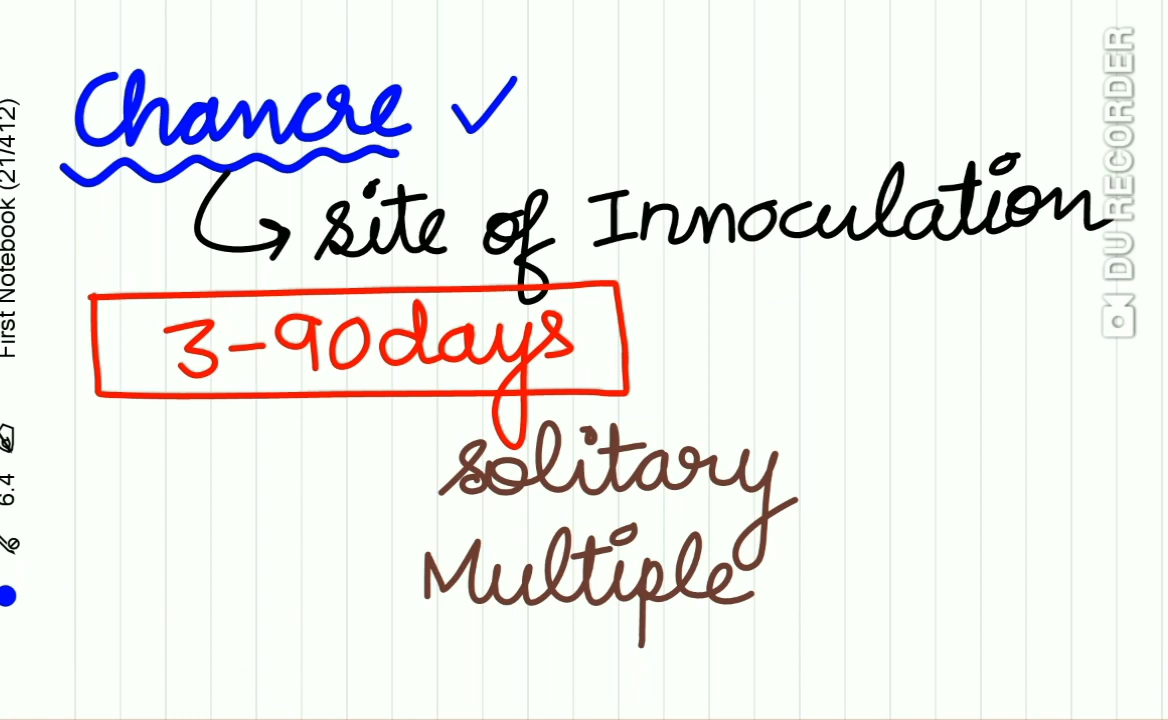 Chancre ✓
site of Innoculation
3-90days
solitary
Multiple
First Notebook (21/412)
6.4
DU RECORDER